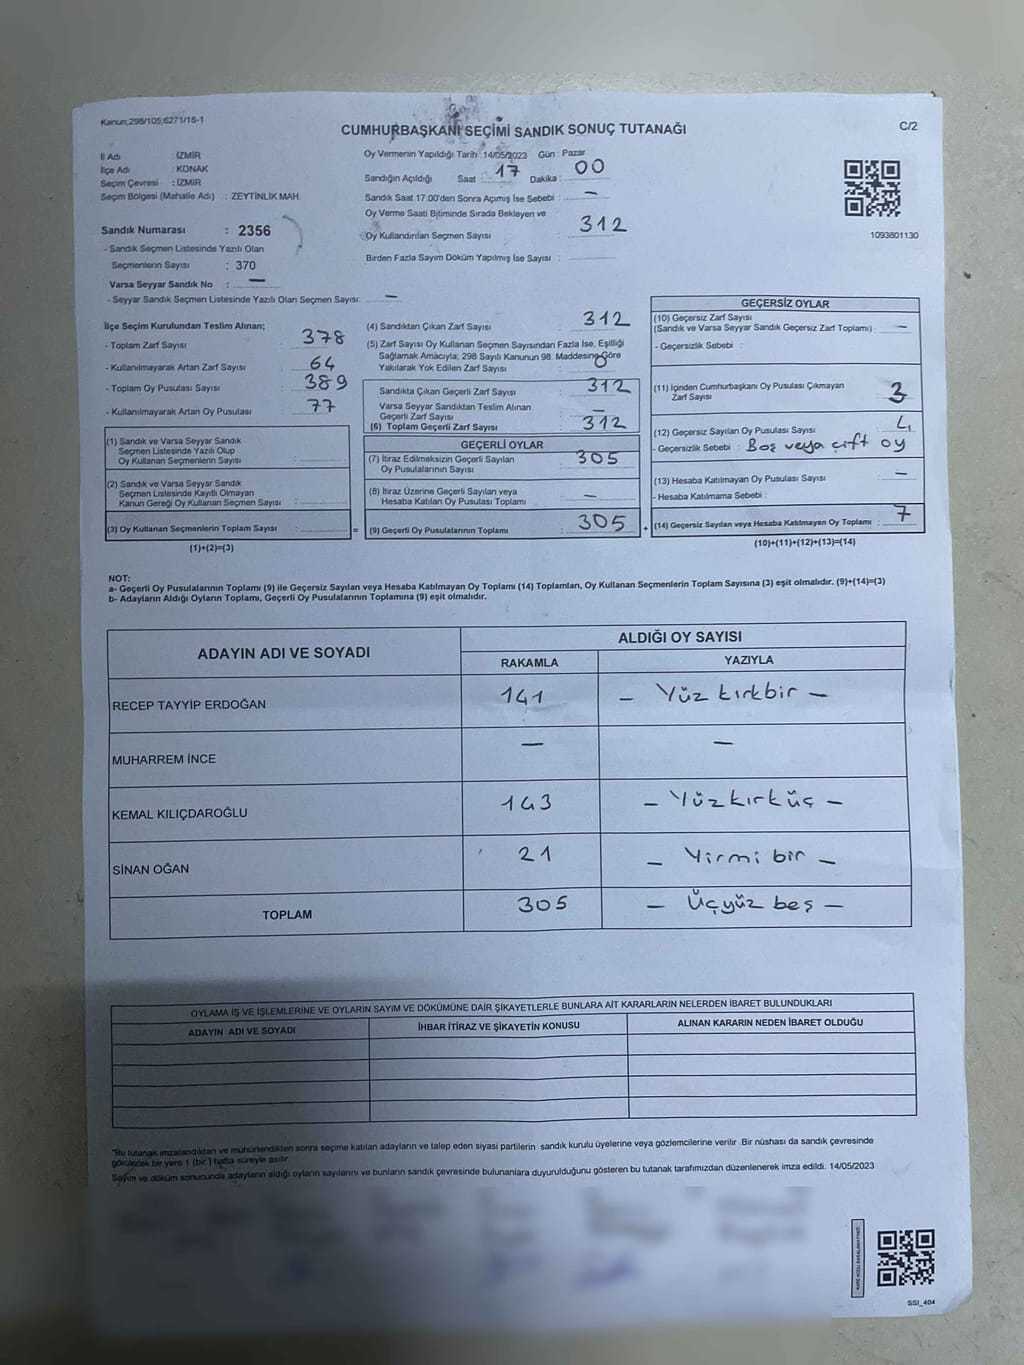 Kanun:298/105,6271/16-1
CUMHURBAŞKANI SEÇİMİ SANDIK SONUÇ TUTANAĞI
C/2
İl Adı : İZMİR
İlçe Adı : KONAK
Seçim Çevresi : İZMİR
Seçim Bölgesi (Mahalle Adı) : ZEYTİNLİK MAH.
Oy Vermenin Yapıldığı Tarih : 14/05/2023 Gün : Pazar
Sandığın Açıldığı Saat : 17 Dakika : 00
Sandık Saat 17:00'den Sonra Açımış İse Sebebi : —
Oy Verme Saati Bitiminde Sırada Bekleyen ve
Oy Kullandırılan Seçmen Sayısı : 312
Birden Fazla Sayım Döküm Yapılmış İse Sayısı :
1093801130
Sandık Numarası : 2356
- Sandık Seçmen Listesinde Yazılı Olan
Seçmenlerin Sayısı : 370
Varsa Seyyar Sandık No : —
- Seyyar Sandık Seçmen Listesinde Yazılı Olan Seçmen Sayısı: —
İlçe Seçim Kurulundan Teslim Alınan;
- Toplam Zarf Sayısı : 378
- Kullanılmayarak Artan Zarf Sayısı : 64
- Toplam Oy Pusulası Sayısı : 389
- Kullanılmayarak Artan Oy Pusulası : 77
(1) Sandık ve Varsa Seyyar Sandık
Seçmen Listesinde Yazılı Olup
Oy Kullanan Seçmenlerin Sayısı :
(2) Sandık ve Varsa Seyyar Sandık
Seçmen Listesinde Kayıtlı Olmayan
Kanun Gereği Oy Kullanan Seçmen Sayısı :
(3) Oy Kullanan Seçmenlerin Toplam Sayısı : =
(1)+(2)=(3)
(4) Sandıktan Çıkan Zarf Sayısı : 312
(5) Zarf Sayısı Oy Kullanan Seçmen Sayısından Fazla İse, Eşitliği
Sağlamak Amacıyla; 298 Sayılı Kanunun 98. Maddesine Göre
Yakılarak Yok Edilen Zarf Sayısı : 0
Sandıkta Çıkan Geçerli Zarf Sayısı : 312
Varsa Seyyar Sandıktan Teslim Alınan
Geçerli Zarf Sayısı : —
(6) Toplam Geçerli Zarf Sayısı : 312
GEÇERLİ OYLAR
(7) İtiraz Edilmeksizin Geçerli Sayılan
Oy Pusulalarının Sayısı : 305
(8) İtiraz Üzerine Geçerli Sayılan veya
Hesaba Katılan Oy Pusulası Toplamı : —
(9) Geçerli Oy Pusulalarının Toplamı : 305 +
GEÇERSİZ OYLAR
(10) Geçersiz Zarf Sayısı
(Sandık ve Varsa Seyyar Sandık Geçersiz Zarf Toplamı) : —
- Geçersizlik Sebebi :
(11) İçinden Cumhurbaşkanı Oy Pusulası Çıkmayan
Zarf Sayısı : 3
(12) Geçersiz Sayılan Oy Pusulası Sayısı : 4
- Geçersizlik Sebebi : Boş veya çift oy
(13) Hesaba Katılmayan Oy Pusulası Sayısı : —
- Hesaba Katılmama Sebebi :
(14) Geçersiz Sayılan veya Hesaba Katılmayan Oy Toplamı : 7
(10)+(11)+(12)+(13)=(14)
NOT:
a- Geçerli Oy Pusulalarının Toplamı (9) ile Geçersiz Sayılan veya Hesaba Katılmayan Oy Toplamı (14) Toplamları, Oy Kullanan Seçmenlerin Toplam Sayısına (3) eşit olmalıdır. (9)+(14)=(3)
b- Adayların Aldığı Oyların Toplamı, Geçerli Oy Pusulalarının Toplamına (9) eşit olmalıdır.
ADAYIN ADI VE SOYADI
ALDIĞI OY SAYISI
RAKAMLA YAZIYLA
RECEP TAYYİP ERDOĞAN 141 — Yüz kırkbir —
MUHARREM İNCE — —
KEMAL KILIÇDAROĞLU 143 — Yüzkırküç —
SİNAN OĞAN 21 — Yirmi bir —
TOPLAM 305 — Üçyüz beş —
OYLAMA İŞ VE İŞLEMLERİNE VE OYLARIN SAYIM VE DÖKÜMÜNE DAİR ŞİKAYETLERLE BUNLARA AİT KARARLARIN NELERDEN İBARET BULUNDUKLARI
ADAYIN ADI VE SOYADI İHBAR İTİRAZ VE ŞİKAYETİN KONUSU ALINAN KARARIN NEDEN İBARET OLDUĞU
*Bu tutanak imzalandıktan ve mühürlendikten sonra seçime katılan adayların ve talep eden siyasi partilerin sandık kurulu üyelerine veya gözlemcilerine verilir. Bir nüshası da sandık çevresinde
görülecek bir yere 1 (bir ) hafta süreyle asılır.
Sayım ve döküm sonucunda adayların aldığı oyların sayılarını ve bunların sandık çevresinde bulunanlara duyurulduğunu gösteren bu tutanak tarafımızdan düzenlenerek imza edildi. 14/05/2023
SSI_404